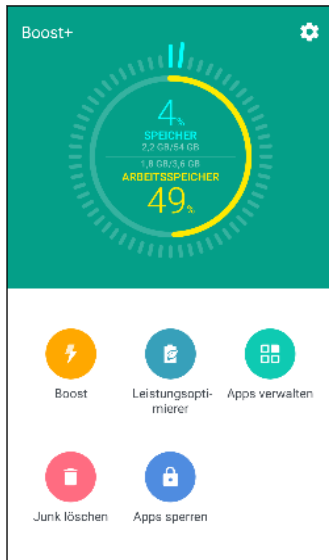 Boost+
4%
SPEICHER
2,2 GB/54 GB
1,8 GB/3,6 GB
ARBEITSSPEICHER
49%
Boost
Leistungsopti-
mierer
Apps verwalten
Junk löschen
Apps sperren